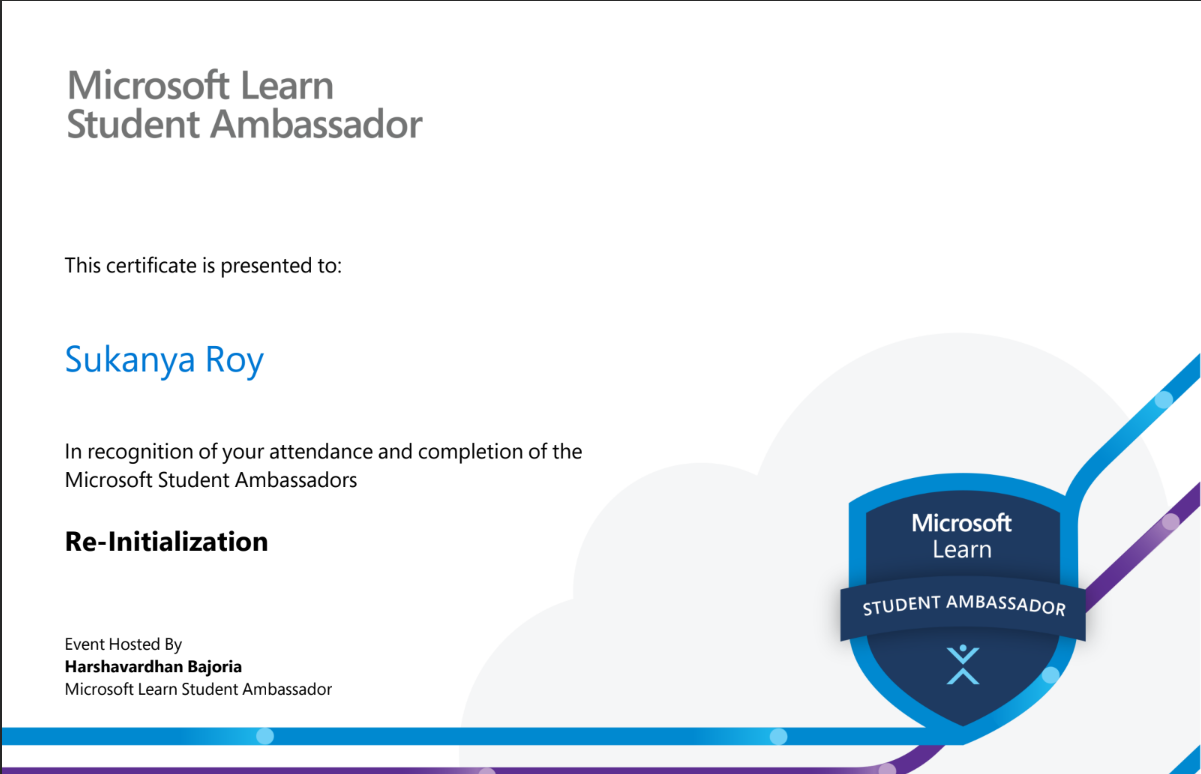 Microsoft Learn
Student Ambassador
This certificate is presented to:
Sukanya Roy
In recognition of your attendance and completion of the
Microsoft Student Ambassadors
Re-Initialization
Event Hosted By
Harshavardhan Bajoria
Microsoft Learn Student Ambassador
Microsoft
Learn
STUDENT AMBASSADOR